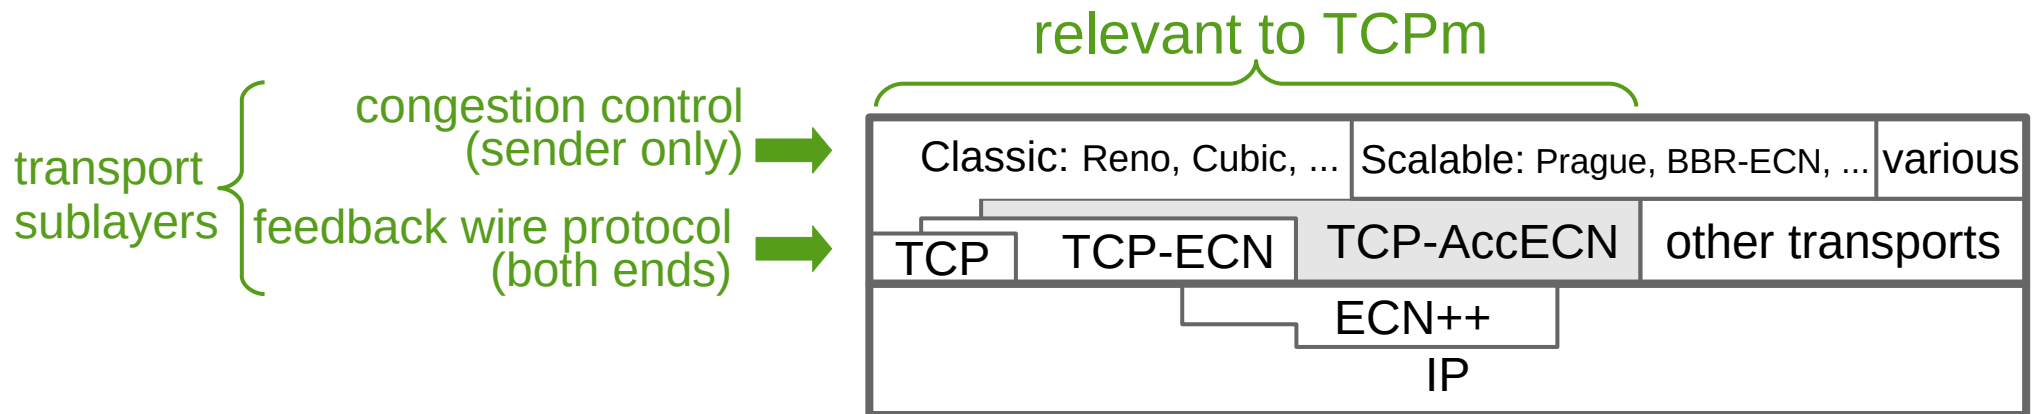 relevant to TCPm
congestion control
(sender only)
transport
sublayers
feedback wire protocol
(both ends)
Classic: Reno, Cubic, ...
Scalable: Prague, BBR-ECN, ...
various
TCP
TCP-ECN
TCP-AccECN
other transports
ECN++
IP